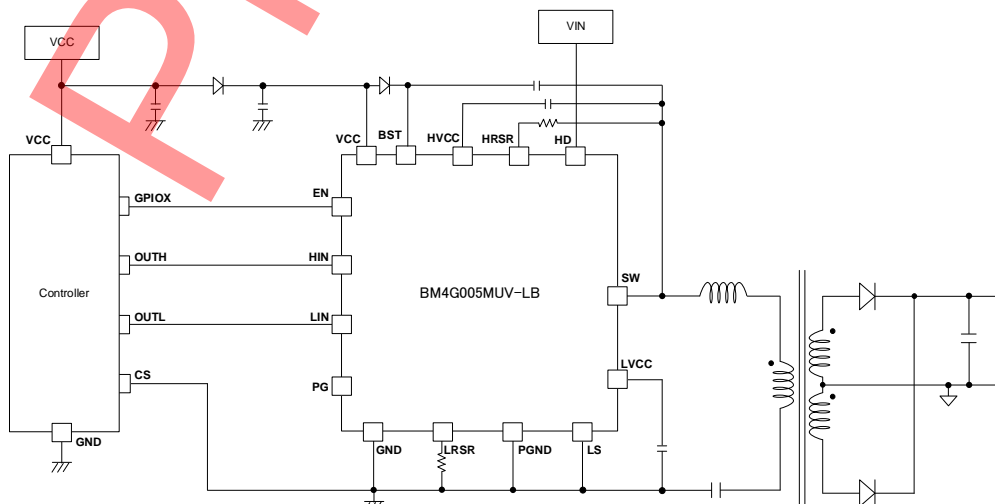 VCC
VIN
VCC
VCC
BST
HVCC
HRSR
HD
GPIOX
EN
OUTH
HIN
SW
Controller
BM4G005MUV-LB
OUTL
LIN
LVCC
CS
PG
GND
GND
LRSR
PGND
LS